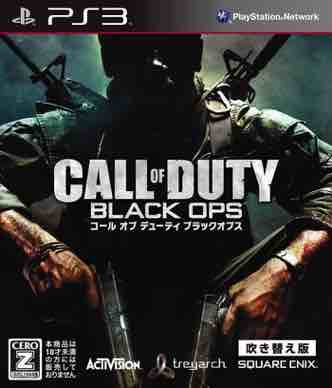 PS3
PlayStation Network
CALL OF DUTY
BLACK OPS
コール オブ デューティ ブラックオプス
吹き替え版
CERO
Z
本商品は
18才未満
の方には
販売して
おりません
ACTIVISION
treyarch
SQUARE ENIX